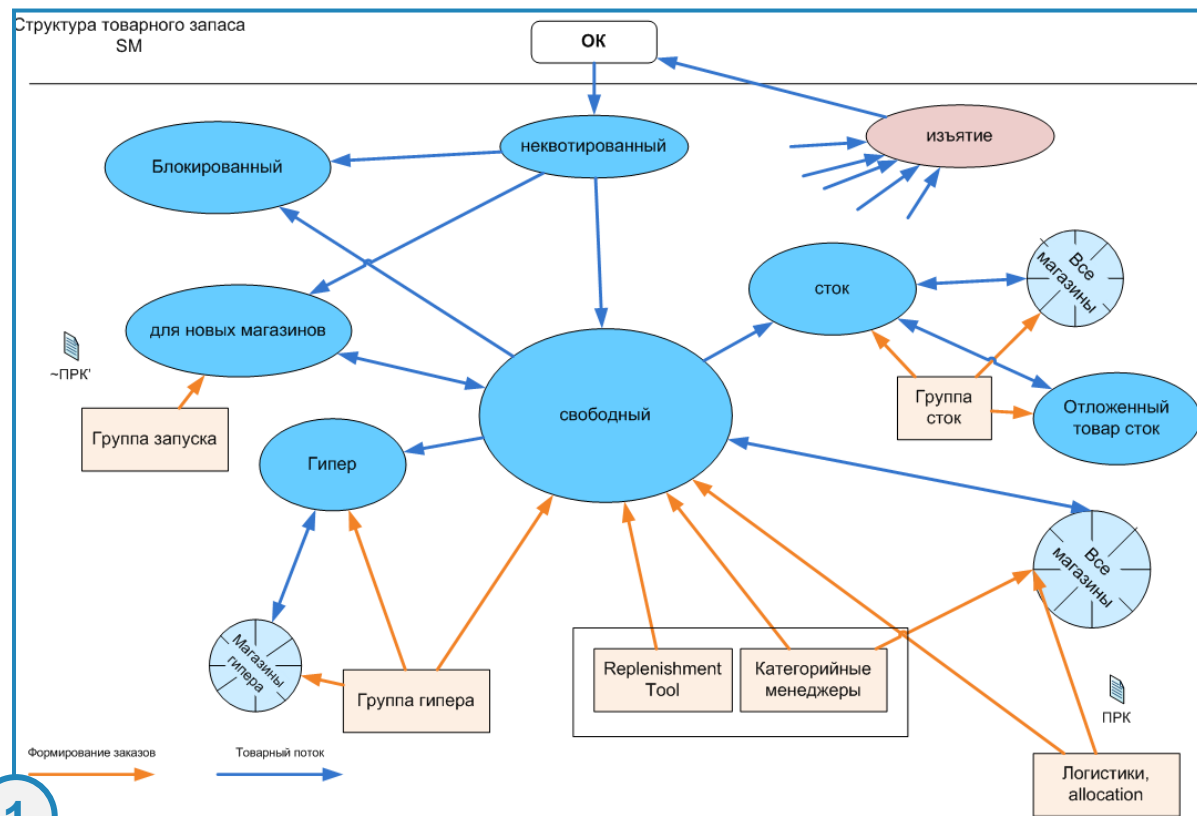 Структура товарного запаса
SM
ОК
неквотированный
изъятие
Блокированный
Все
магазины
сток
для новых магазинов
~ПРК'
Группа
сток
Отложенный
товар сток
Группа запуска
свободный
Гипер
Все
магазины
Магазины
гипера
Replenishment
Tool
Категорийные
менеджеры
Группа гипера
ПРК
Формирование заказов
Товарный поток
Логистики,
allocation
1